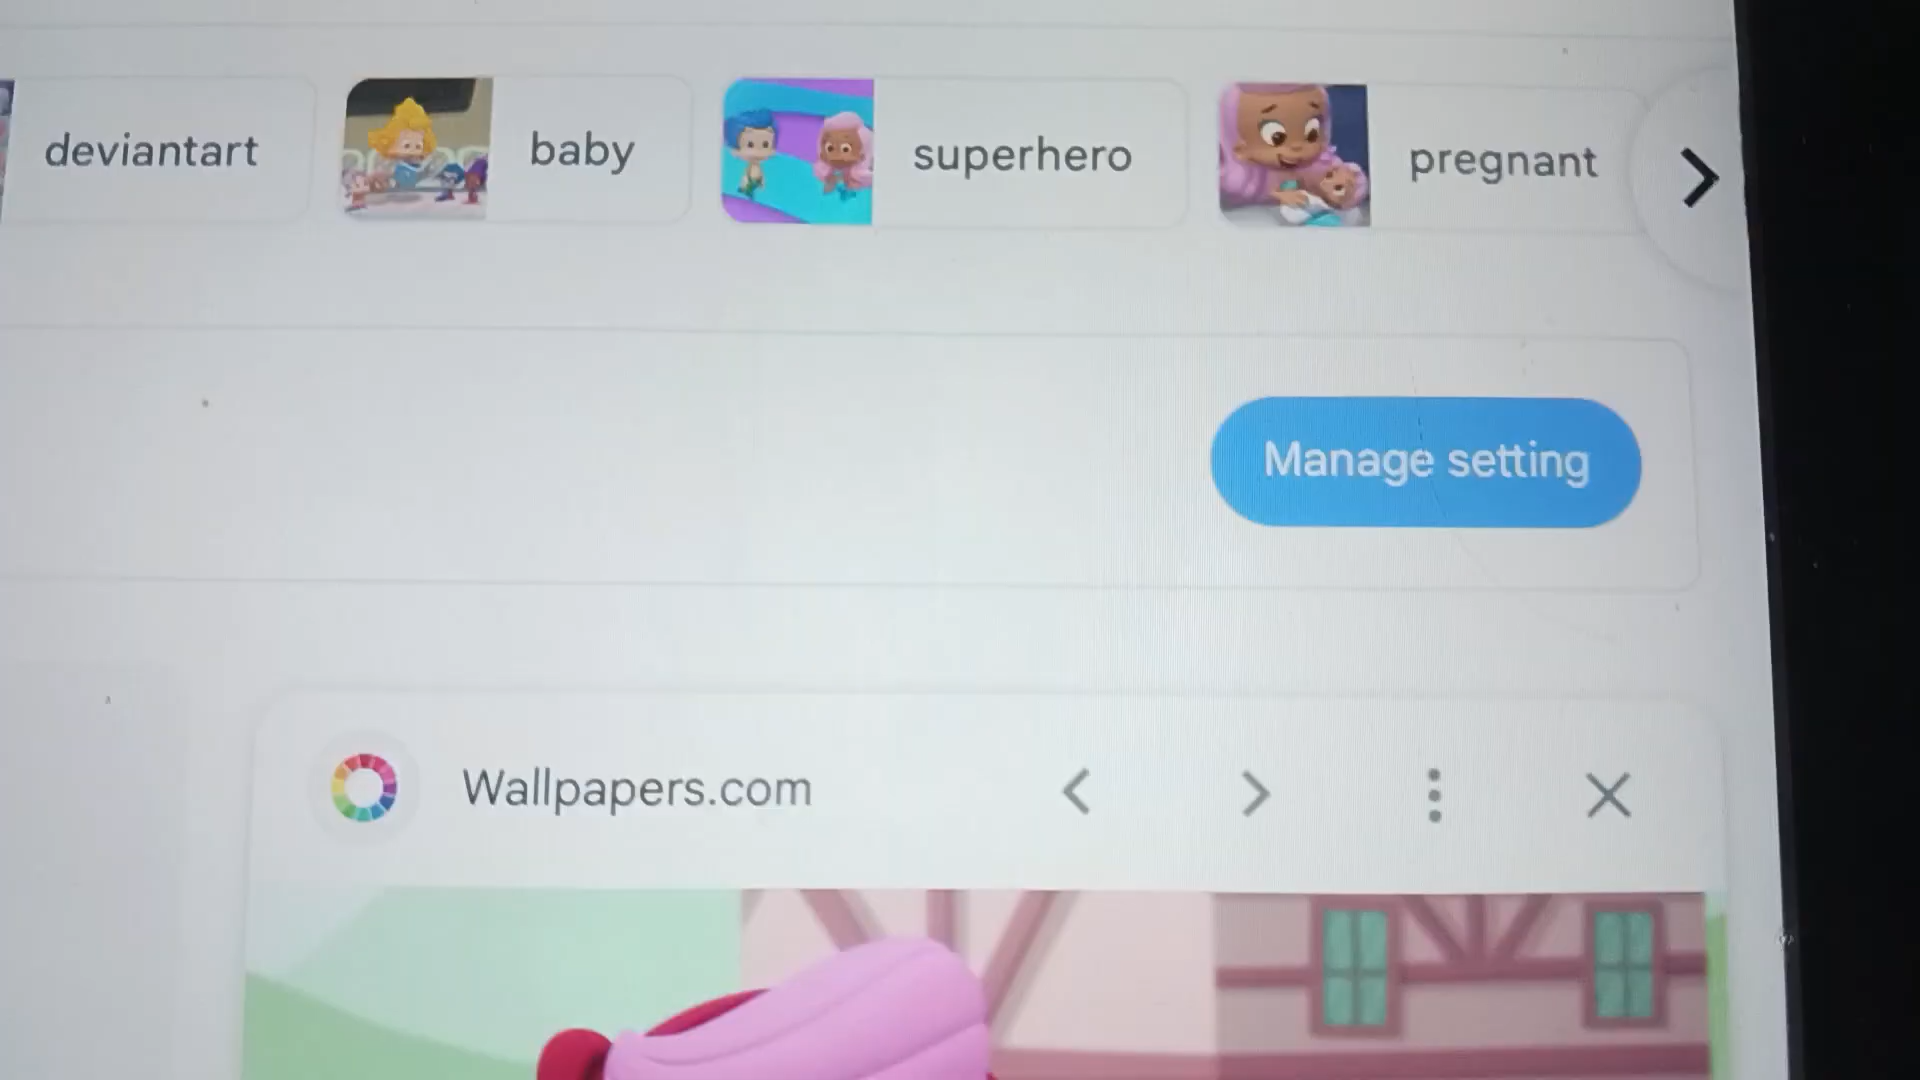 deviantart
baby
superhero
pregnant
Manage setting
Wallpapers.com